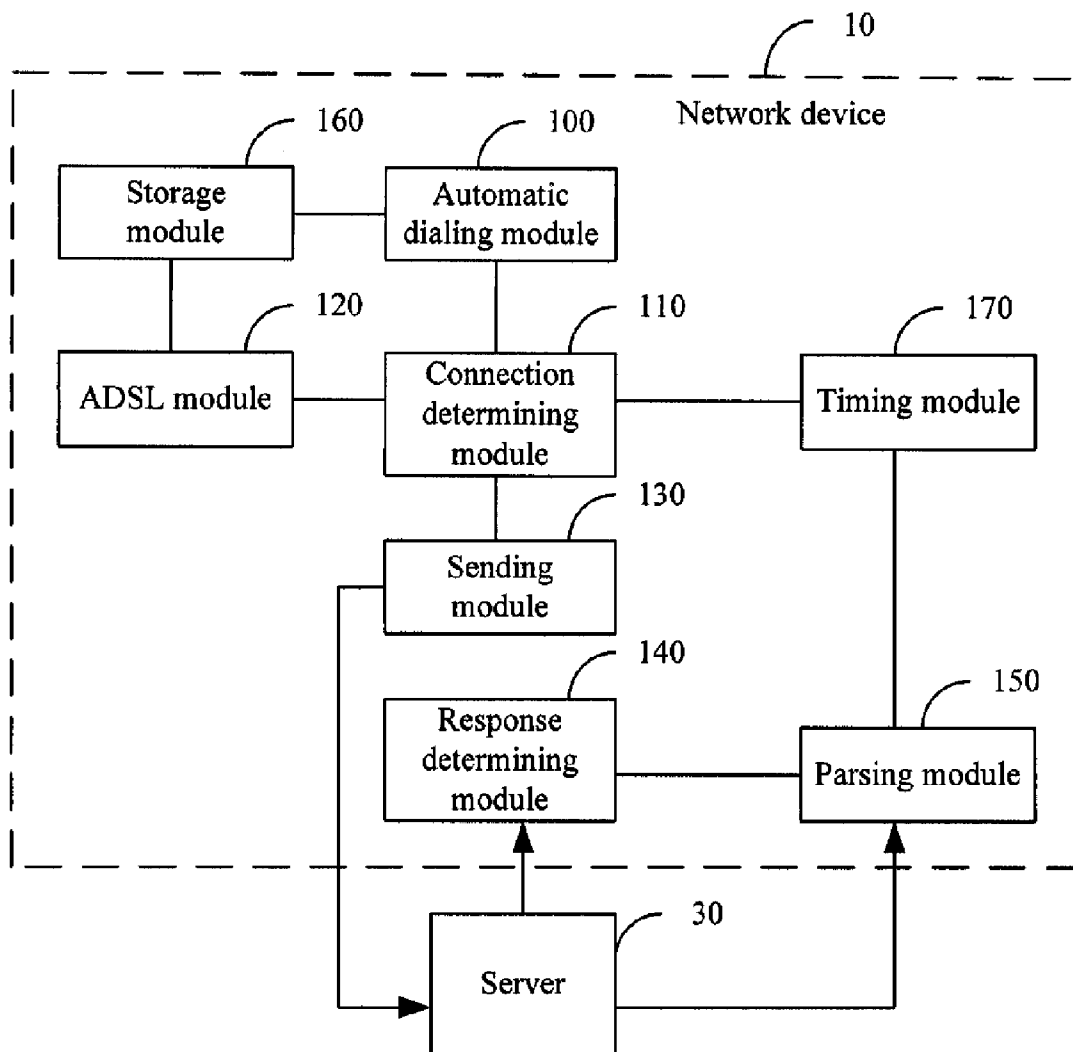 10
Network device
160
100
Storage
module
Automatic
dialing module
120
110
170
ADSL module
Connection
determining
module
Timing module
130
Sending
module
140
150
Response
determining
module
Parsing module
30
Server